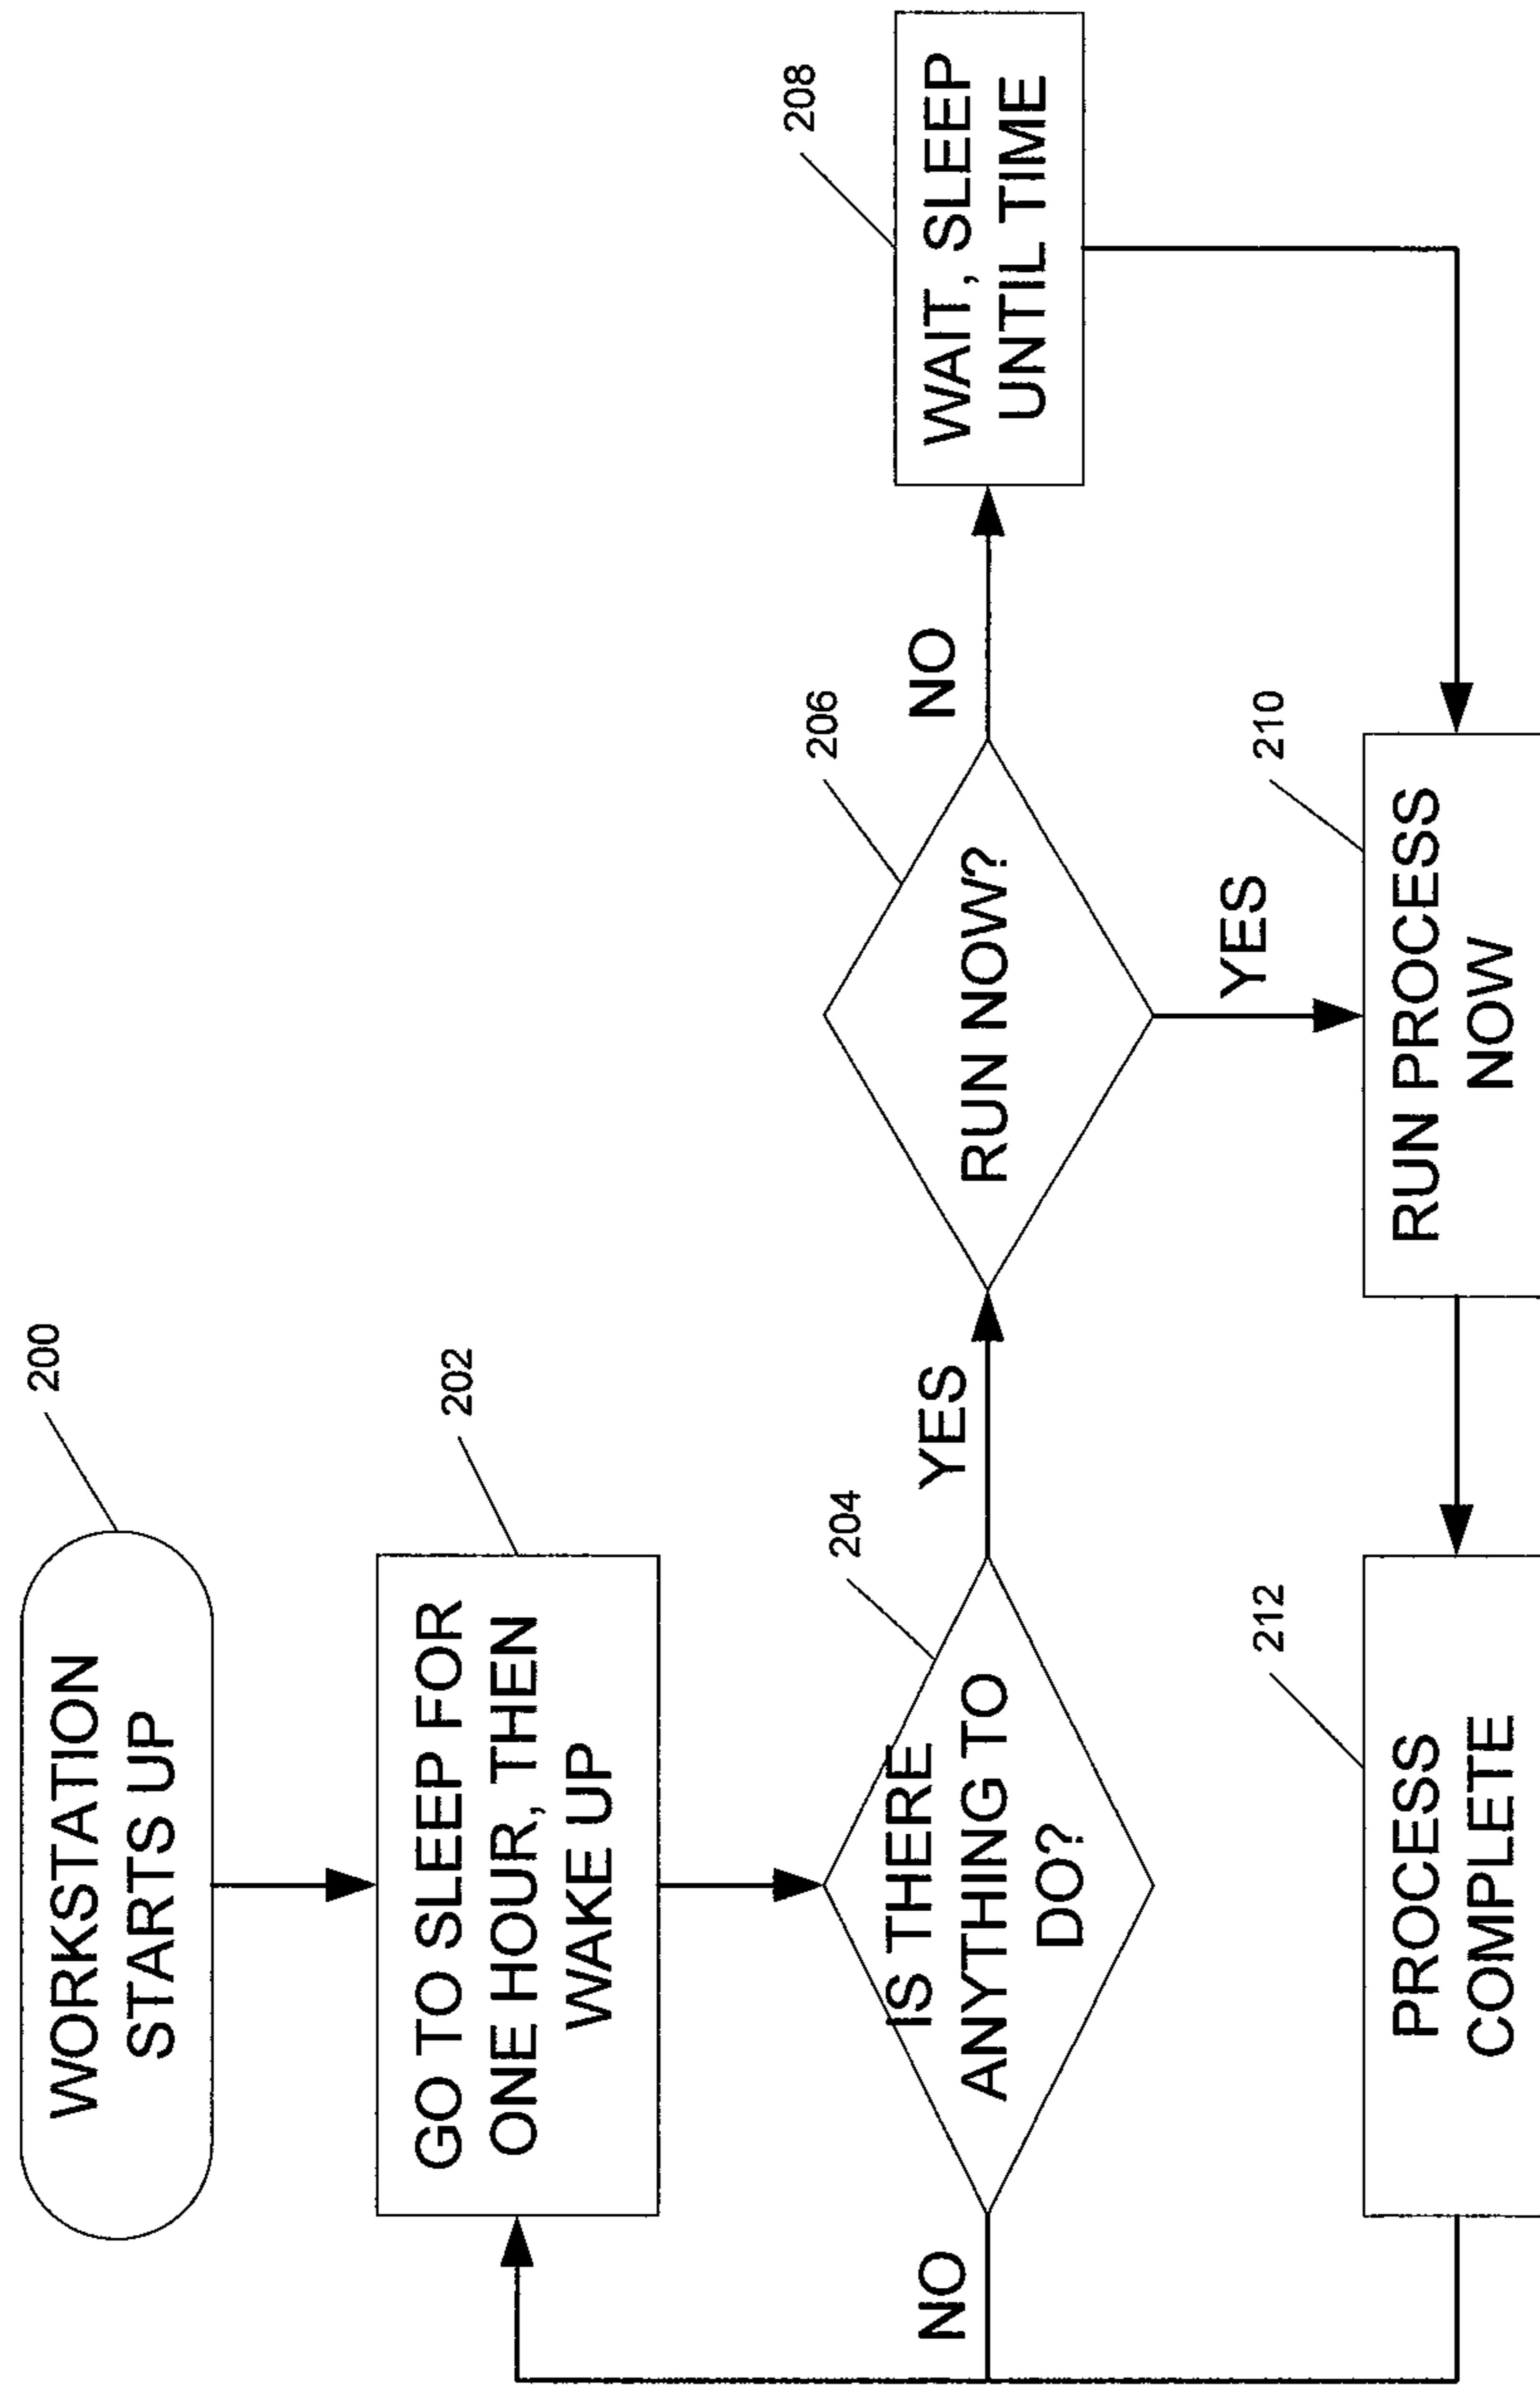 200
WORKSTATION
STARTS UP
202
GO TO SLEEP FOR
ONE HOUR, THEN
WAKE UP
204
IS THERE
ANYTHING TO
DO?
NO
YES
206
RUN NOW?
NO
YES
208
WAIT, SLEEP
UNTIL TIME
210
RUN PROCESS
NOW
212
PROCESS
COMPLETE